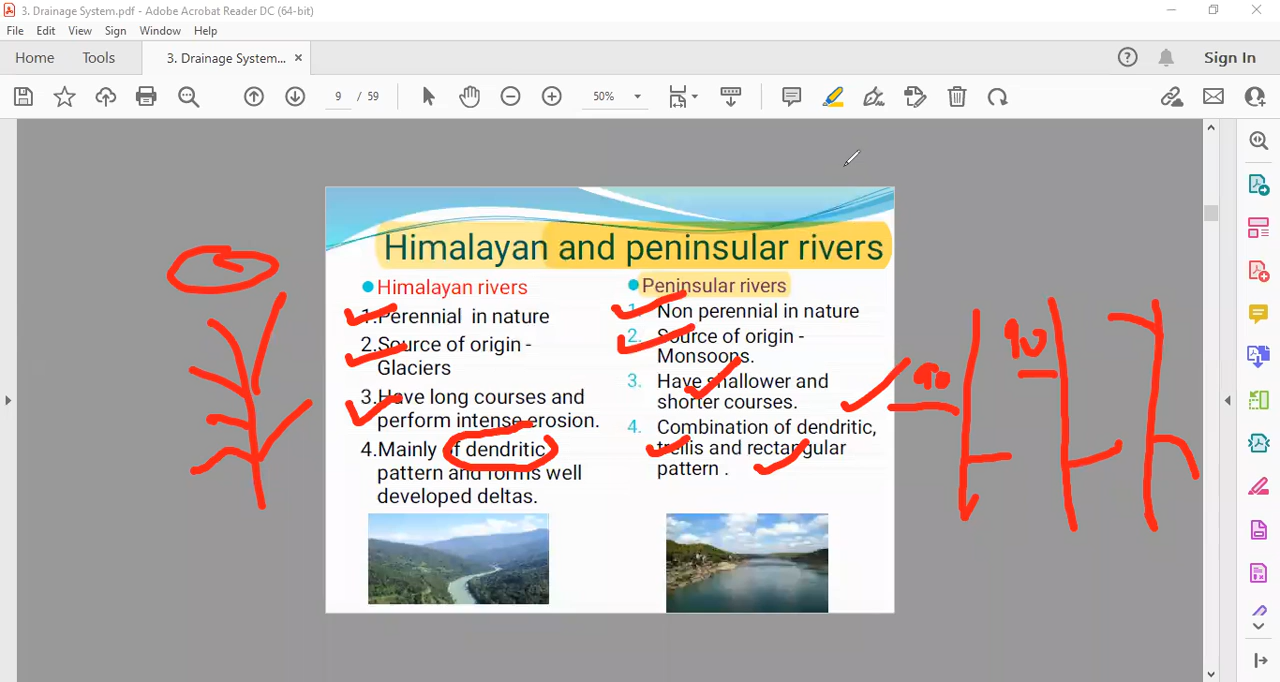 3. Drainage System.pdf - Adobe Acrobat Reader DC (64-bit)
File Edit View Sign Window Help
Home Tools 3. Drainage System... × Sign In
9 / 59 50%
Himalayan and peninsular rivers
Himalayan rivers
1.Perennial in nature
2.Source of origin -
Glaciers
3.Have long courses and
perform intense erosion.
4.Mainly of dendritic
pattern and forms well
developed deltas.
Peninsular rivers
1. Non perennial in nature
2. Source of origin -
Monsoons.
3. Have shallower and
shorter courses.
4. Combination of dendritic,
trellis and rectangular
pattern .
90
90